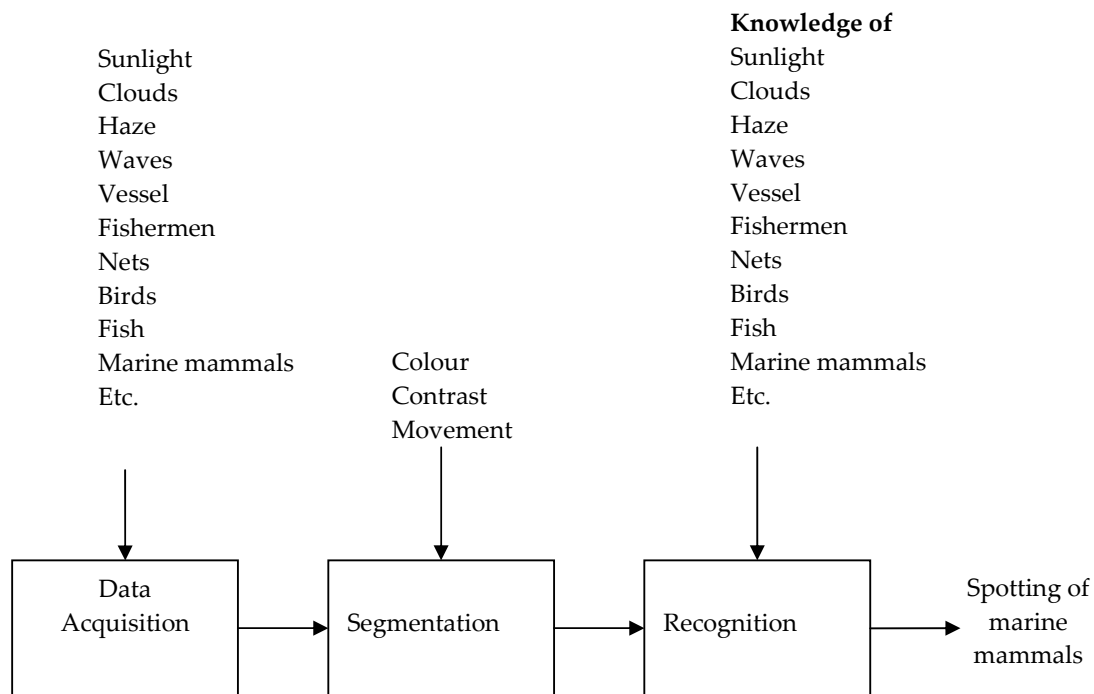 Sunlight
Clouds
Haze
Waves
Vessel
Fishermen
Nets
Birds
Fish
Marine mammals
Etc.
Colour
Contrast
Movement
Knowledge of
Sunlight
Clouds
Haze
Waves
Vessel
Fishermen
Nets
Birds
Fish
Marine mammals
Etc.
Data
Acquisition
Segmentation
Recognition
Spotting of
marine
mammals